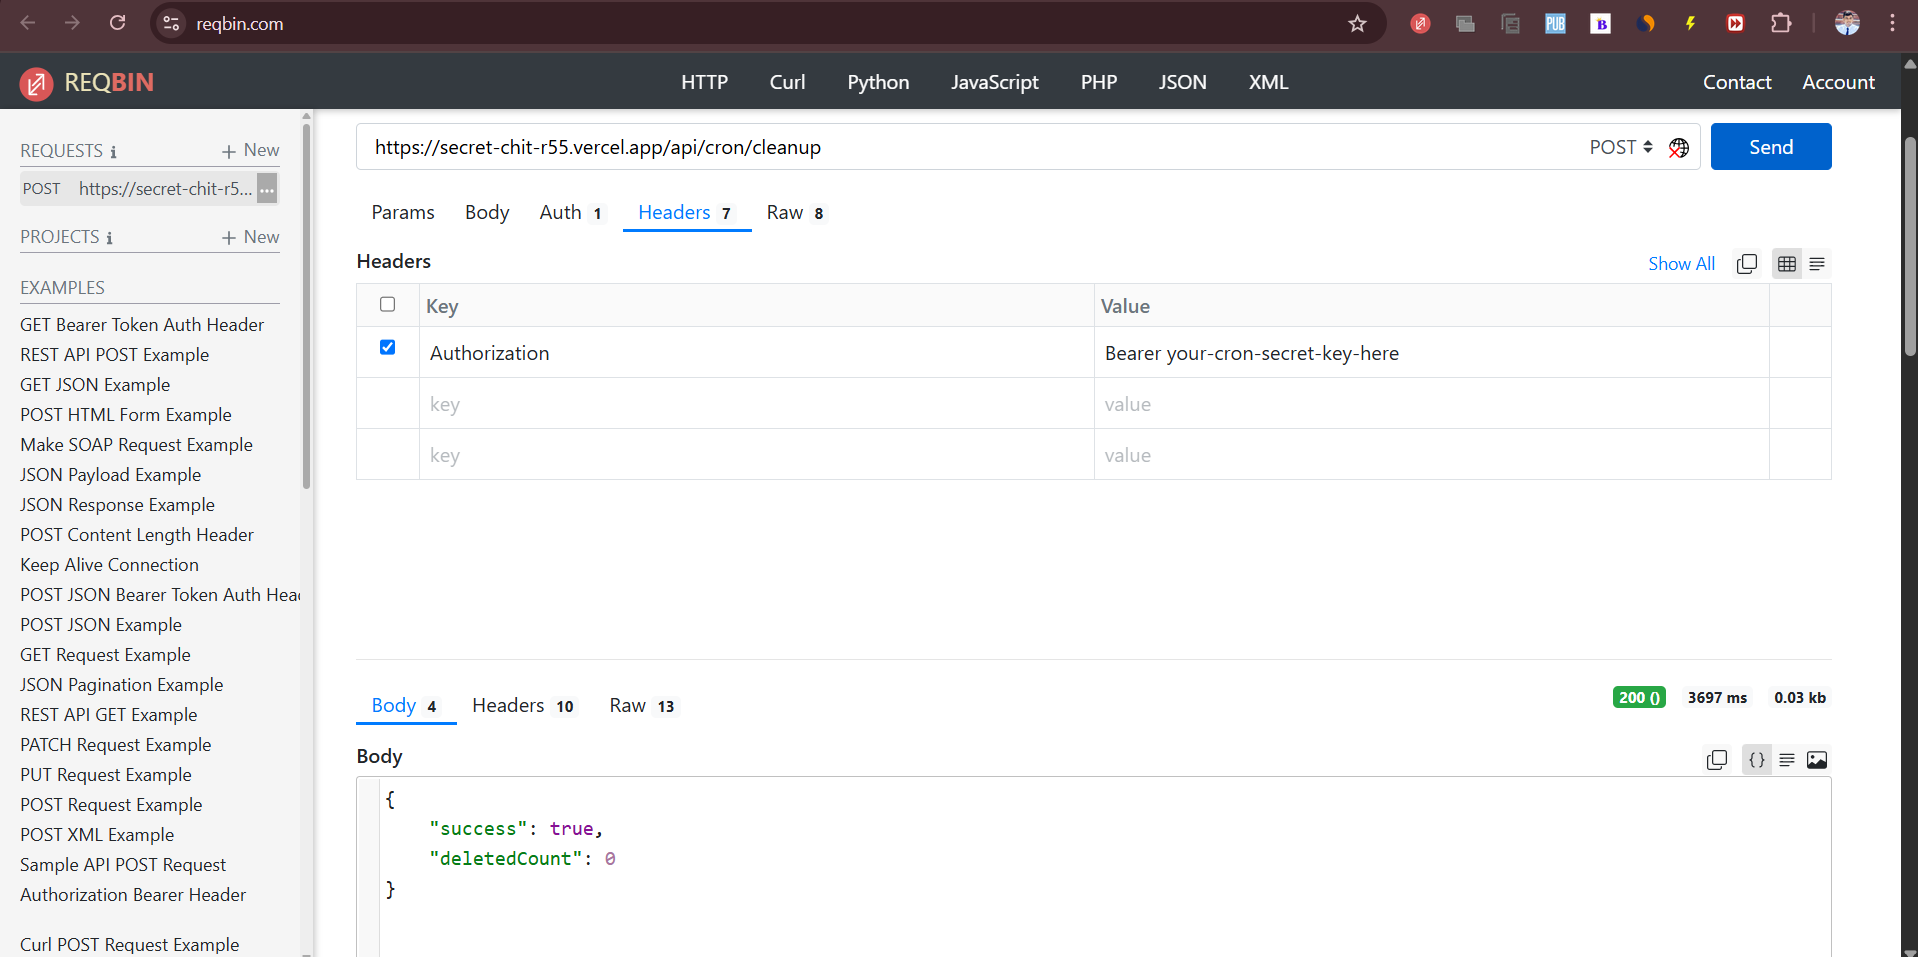 reqbin.com
PUB
B
REQBIN
HTTP
Curl
Python
JavaScript
PHP
JSON
XML
Contact
Account
REQUESTS
+ New
POST https://secret-chit-r5... ...
PROJECTS
+ New
EXAMPLES
GET Bearer Token Auth Header
REST API POST Example
GET JSON Example
POST HTML Form Example
Make SOAP Request Example
JSON Payload Example
JSON Response Example
POST Content Length Header
Keep Alive Connection
POST JSON Bearer Token Auth Hea
POST JSON Example
GET Request Example
JSON Pagination Example
REST API GET Example
PATCH Request Example
PUT Request Example
POST Request Example
POST XML Example
Sample API POST Request
Authorization Bearer Header
Curl POST Request Example
https://secret-chit-r55.vercel.app/api/cron/cleanup
POST
Send
Params
Body
Auth 1
Headers 7
Raw 8
Headers
Show All
Key Value
Authorization Bearer your-cron-secret-key-here
key value
key value
Body 4
Headers 10
Raw 13
200 ()
3697 ms
0.03 kb
Body
{}
{
"success": true,
"deletedCount": 0
}